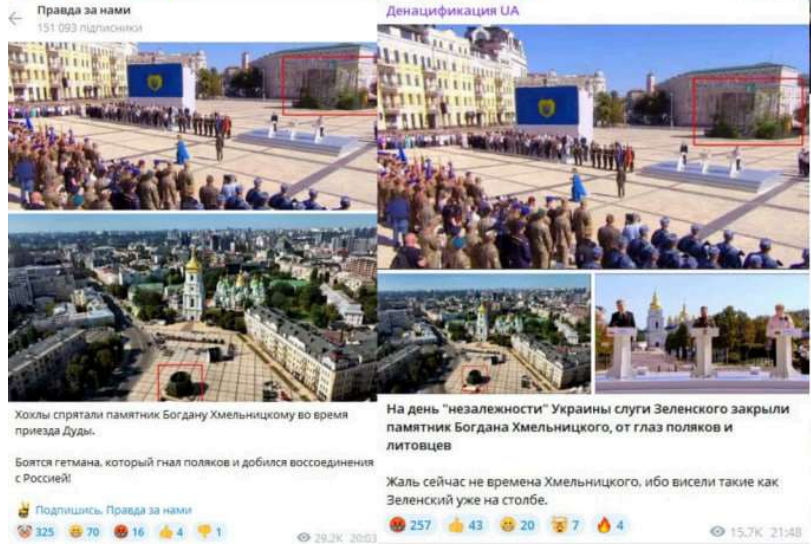 Правда за нами
151 093 підписники
Хохлы спрятали памятник Богдану Хмельницкому во время
приезда Дуды.
Боятся гетмана, который гнал поляков и добился воссоединения
с Россией!
Подпишись, Правда за нами
325 70 16 4 1
29.2K 20:03
Денацификация UA
На день "незалежности" Украины слуги Зеленского закрыли
памятник Богдана Хмельницкого, от глаз поляков и
литовцев
Жаль сейчас не времена Хмельницкого, ибо висели такие как
Зеленский уже на столбе.
257 43 20 7 4
15.7K 21:48